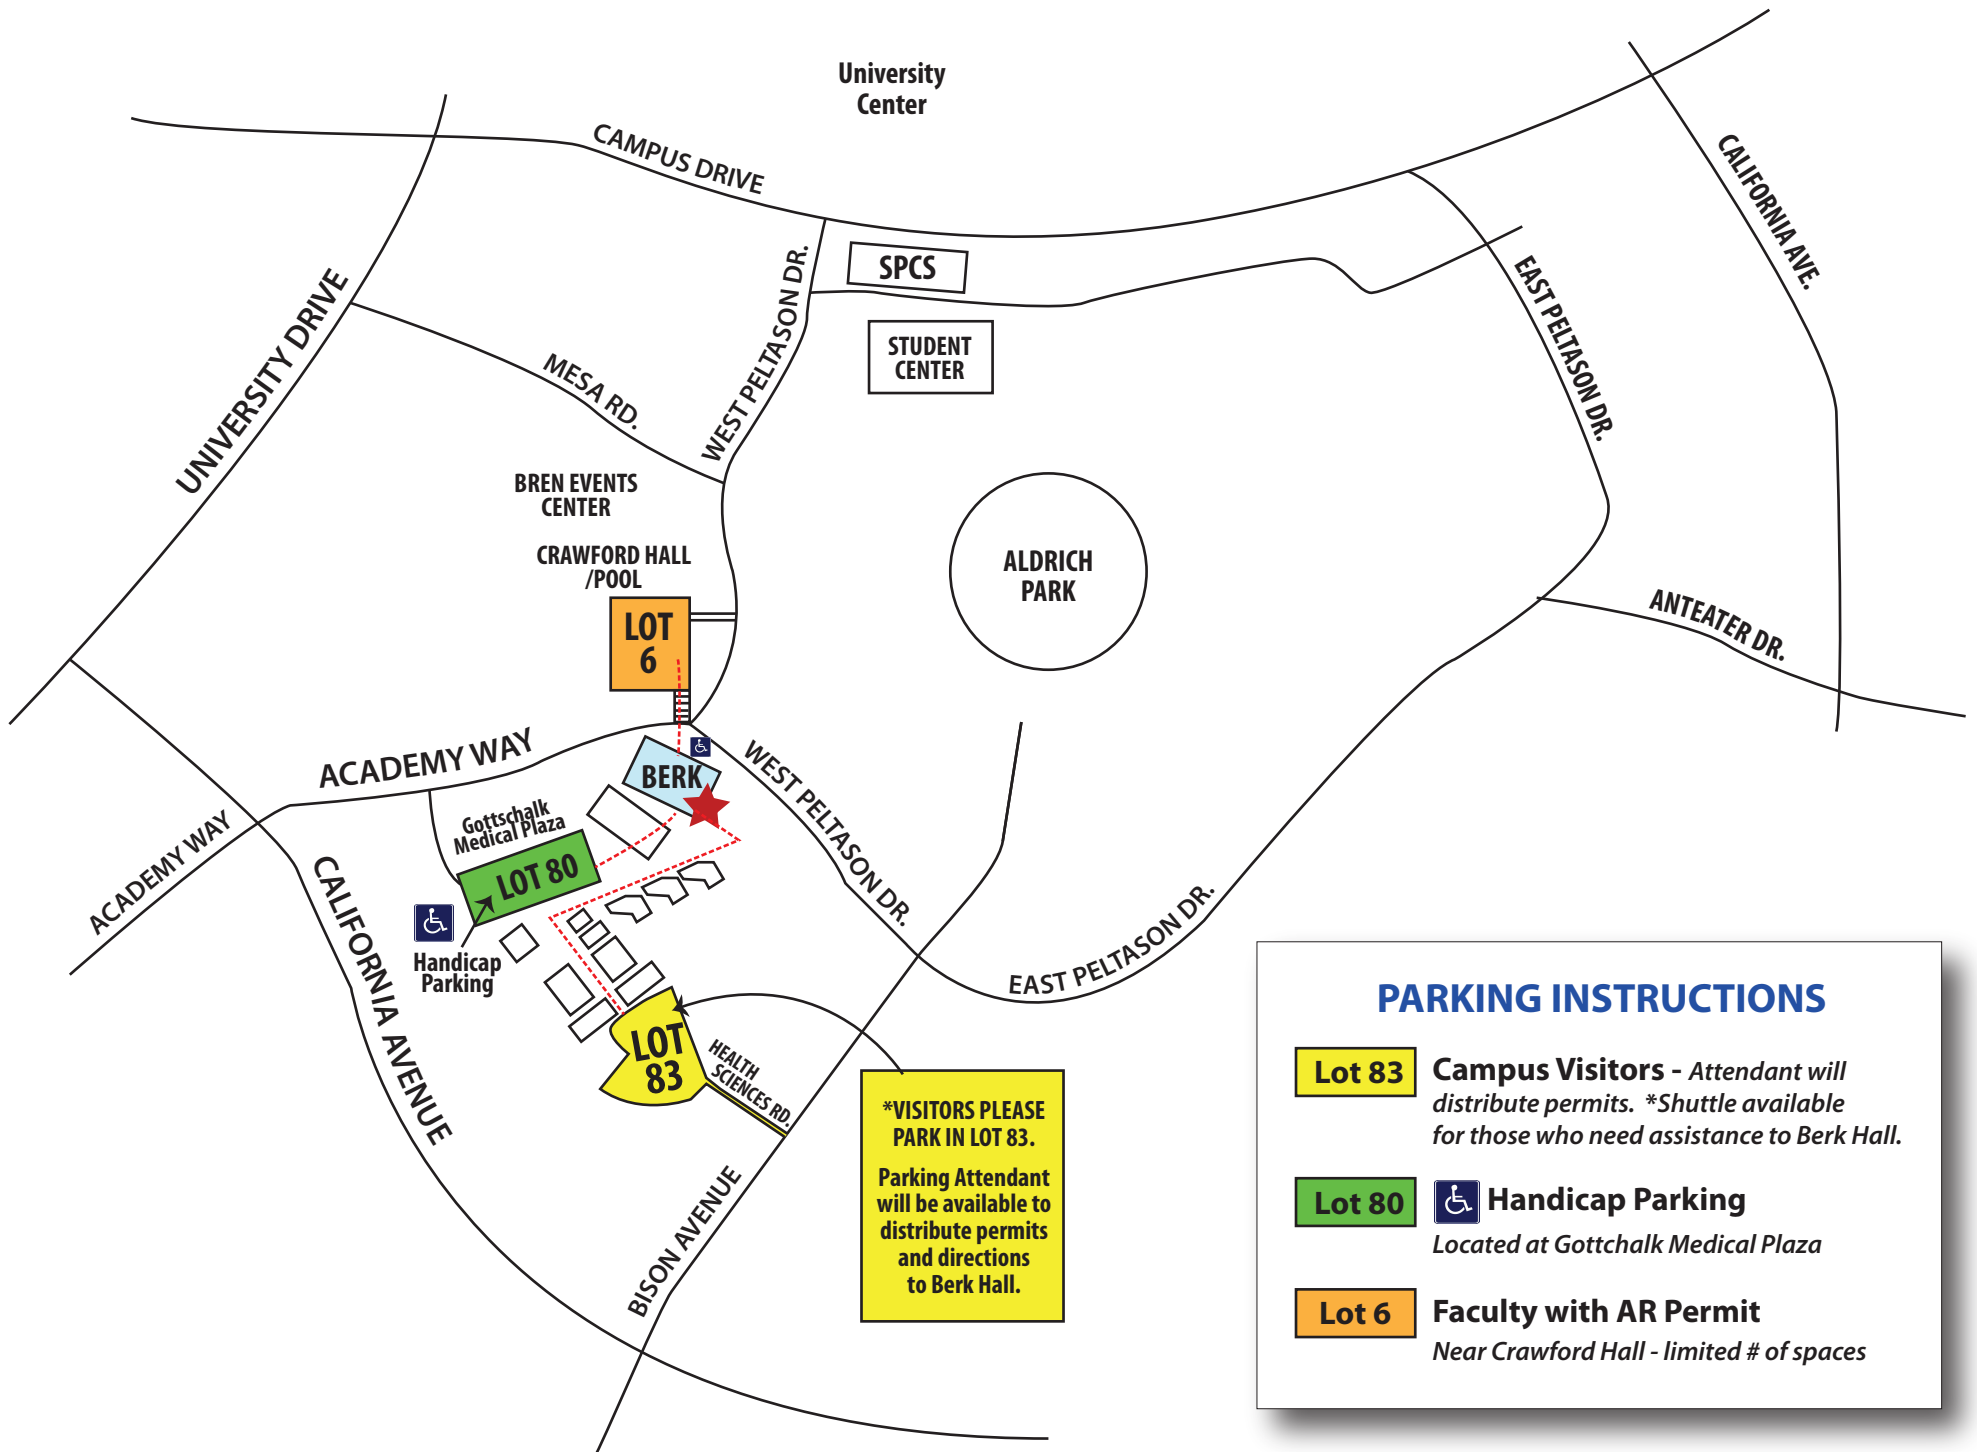 University
Center
CAMPUS DRIVE
CALIFORNIA AVE.
UNIVERSITY DRIVE
WEST PELTASON DR.
SPCS
EAST PELTASON DR.
STUDENT
CENTER
MESA RD.
BREN EVENTS
CENTER
CRAWFORD HALL
/POOL
ALDRICH
PARK
LOT
6
ANTEATER DR.
ACADEMY WAY
BERK
WEST PELTASON DR.
Gottschalk
Medical Plaza
ACADEMY WAY
LOT 80
CALIFORNIA AVENUE
Handicap
Parking
EAST PELTASON DR.
LOT
83
HEALTH
SCIENCES RD.
BISON AVENUE
*VISITORS PLEASE
PARK IN LOT 83.
Parking Attendant
will be available to
distribute permits
and directions
to Berk Hall.
PARKING INSTRUCTIONS
Lot 83
Campus Visitors - Attendant will
distribute permits. *Shuttle available
for those who need assistance to Berk Hall.
Lot 80
Handicap Parking
Located at Gottchalk Medical Plaza
Lot 6
Faculty with AR Permit
Near Crawford Hall - limited # of spaces